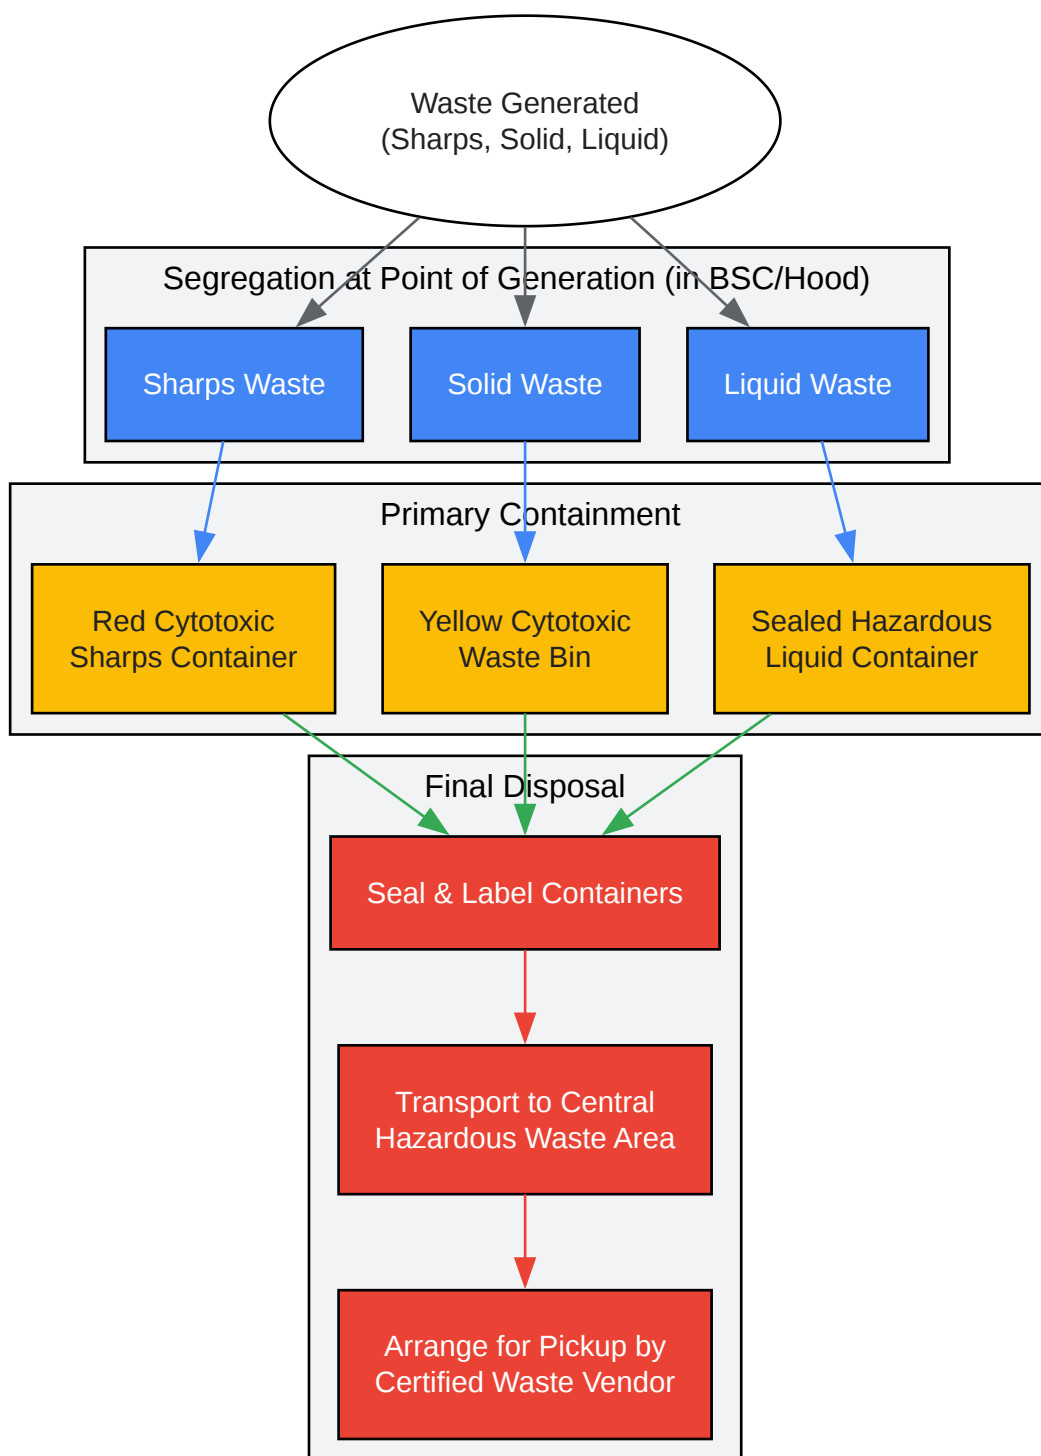 Waste Generated
(Sharps, Solid, Liquid)
Segregation at Point of Generation (in BSC/Hood)
Sharps Waste
Solid Waste
Liquid Waste
Primary Containment
Red Cytotoxic
Sharps Container
Yellow Cytotoxic
Waste Bin
Sealed Hazardous
Liquid Container
Final Disposal
Seal & Label Containers
Transport to Central
Hazardous Waste Area
Arrange for Pickup by
Certified Waste Vendor